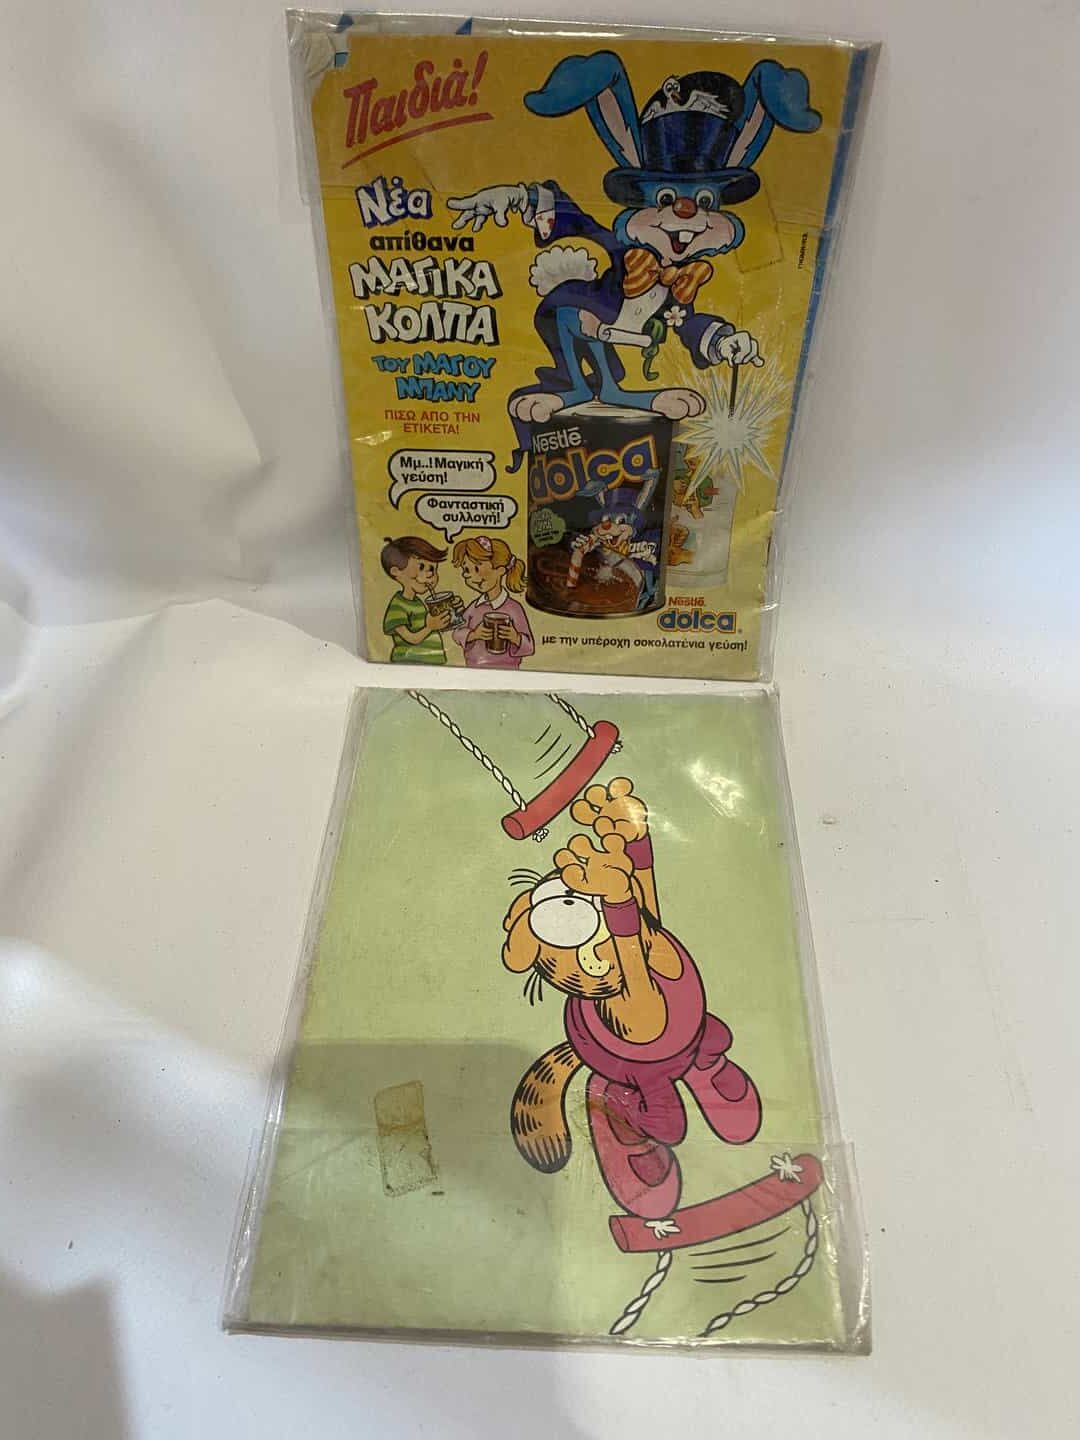 Παιδιά!
Νέα
απίθανα
ΜΑΓΙΚΑ
ΚΟΛΠΑ
ΤΟΥ ΜΑΓΟΥ
ΜΠΑΝΥ
ΠΙΣΩ ΑΠΟ ΤΗΝ
ΕΤΙΚΕΤΑ!
Μμ..! Μαγική
γεύση!
Φανταστική
συλλογή!
Nestlé
dolca
Nestlé
dolca
με την υπέροχη σοκολατένια γεύση!